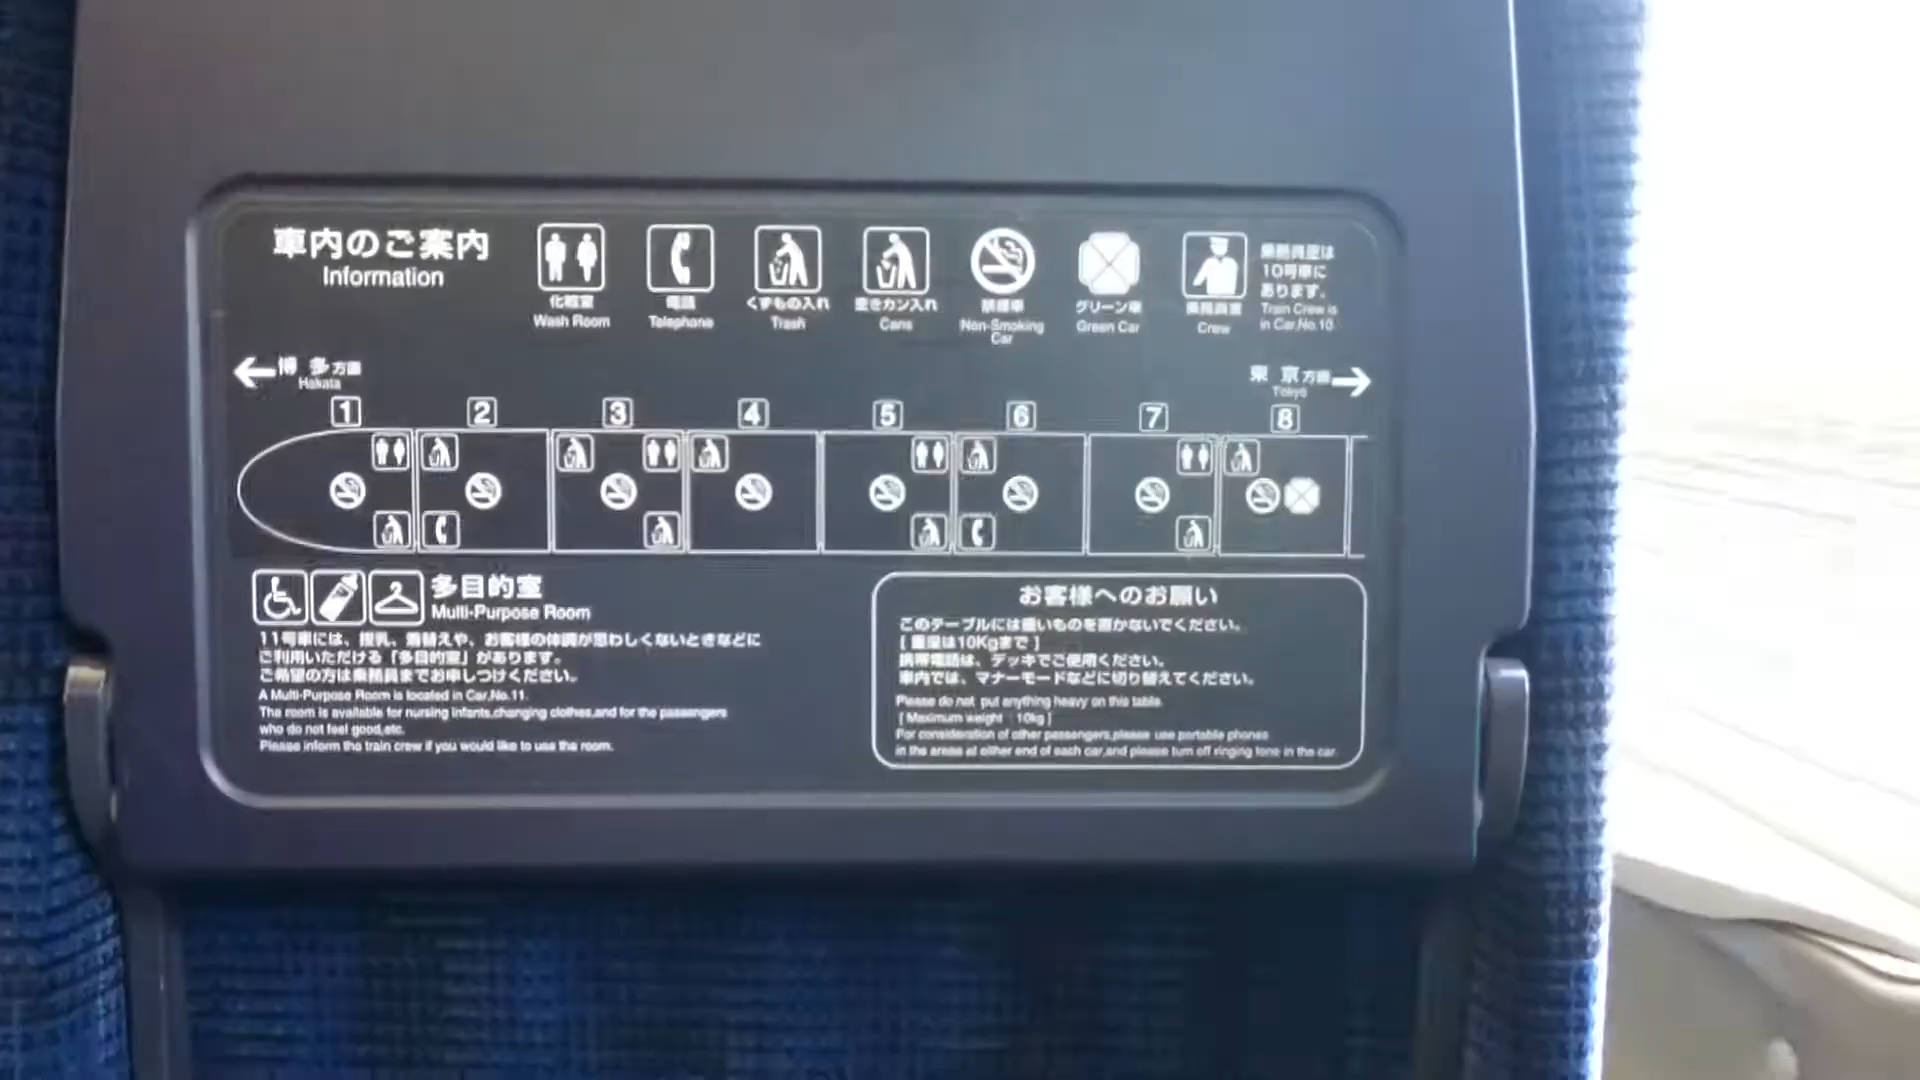 車内のご案内
Information
化粧室
Wash Room
電話
Telephone
くずもの入れ
Trash
空きカン入れ
Cans
禁煙車
Non-Smoking
Car
グリーン車
Green Car
乗務員室
Crew
乗務員室は
10号車に
あります。
Train Crew is
in Car.No.10
博多方面
Hakata
東京方面
Tokyo
1 2 3 4 5 6 7 8
多目的室
Multi-Purpose Room
11号車には、授乳、着替えや、お客様の体調が思わしくないときなどに
ご利用いただける「多目的室」があります。
ご希望の方は乗務員までお申しつけください。
A Multi-Purpose Room is located in Car.No.11.
The room is available for nursing infants,changing clothes,and for the passengers
who do not feel good,etc.
Please inform the train crew if you would like to use the room.
お客様へのお願い
このテーブルには重いものを置かないでください。
[ 重量は10Kgまで ]
携帯電話は、デッキでご使用ください。
車内では、マナーモードなどに切り替えてください。
Please do not put anything heavy on this table.
[ Maximum weight 10kg ]
For consideration of other passengers,please use portable phones
in the areas at either end of each car,and please turn off ringing tone in the car.